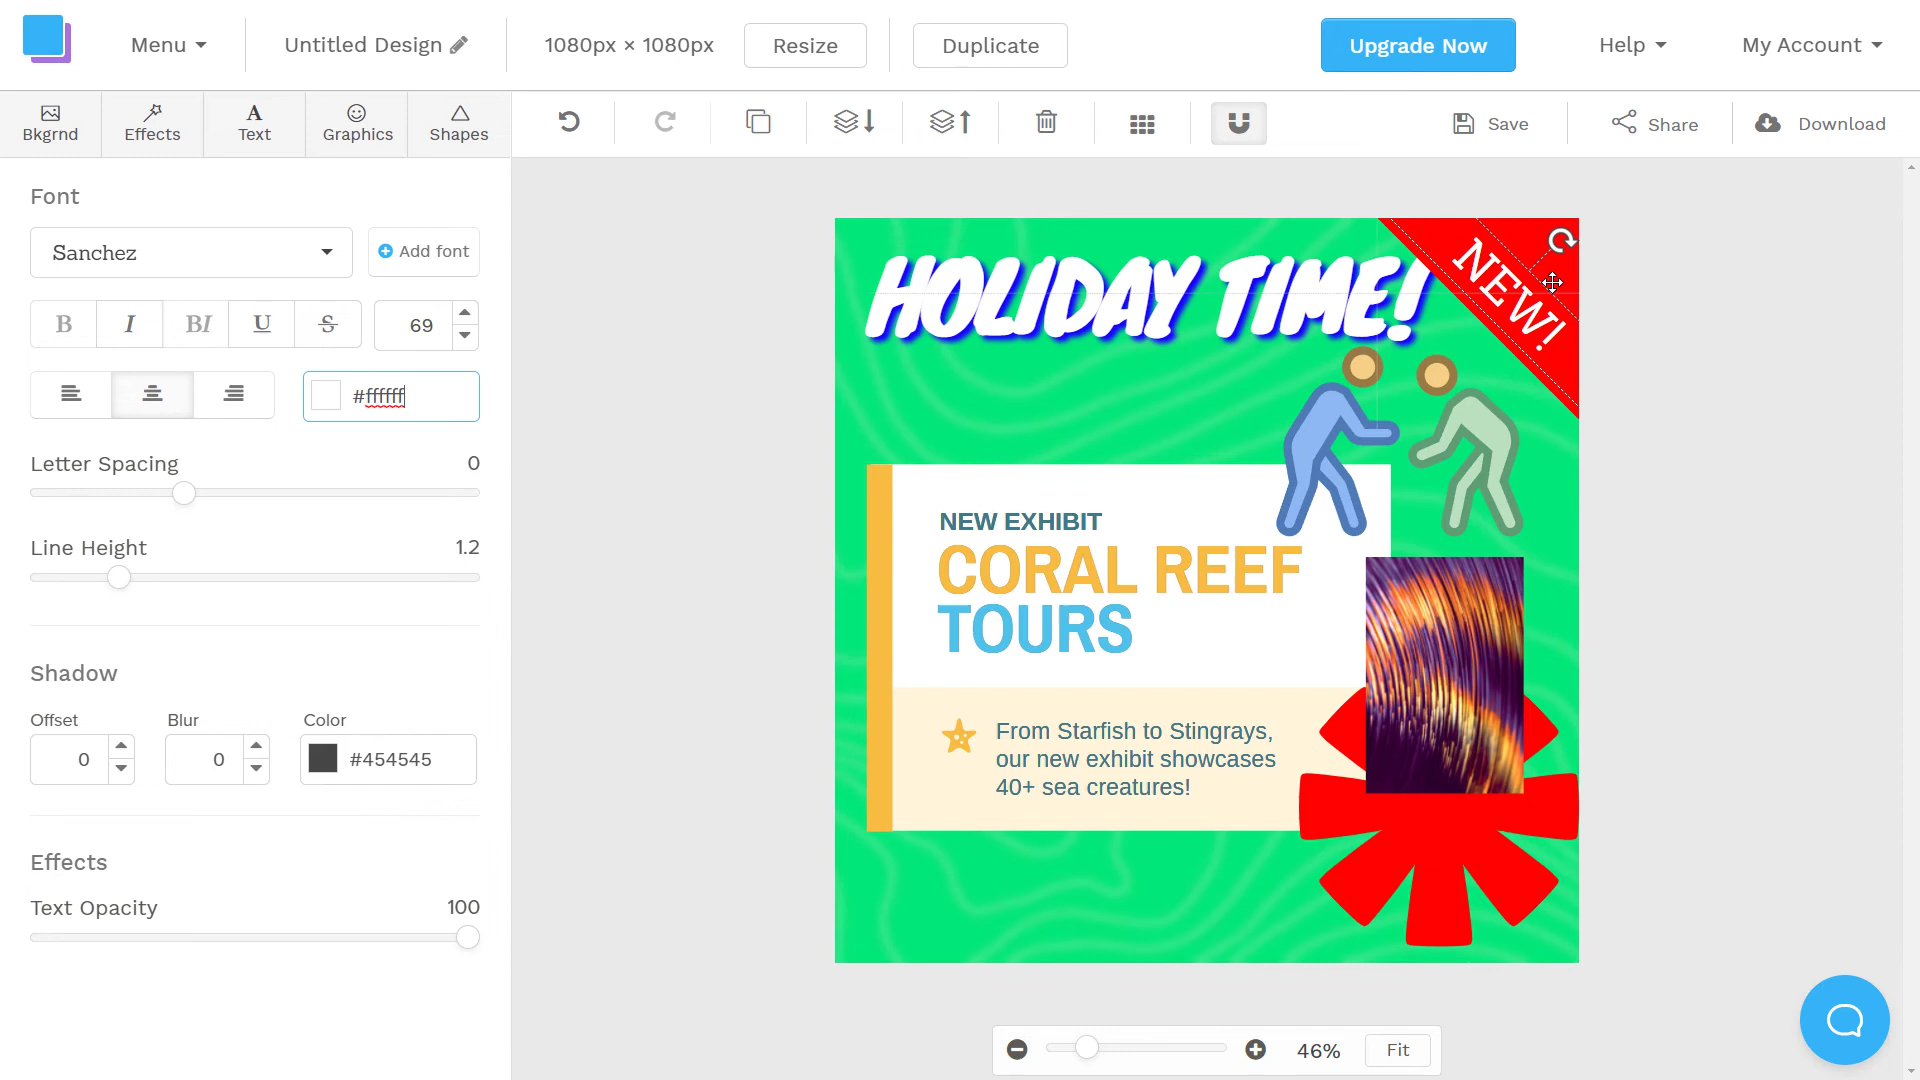 Menu
Untitled Design
1080px × 1080px
Resize
Duplicate
Upgrade Now
Help
My Account
Bkgrnd
Effects
Text
Graphics
Shapes
Save
Share
Download
Font
Sanchez
Add font
B I BI U S
69
#ffffff
Letter Spacing 0
Line Height 1.2
Shadow
Offset
Blur
Color
0
0
#454545
Effects
Text Opacity 100
HOLIDAY TIME!
NEW!
NEW EXHIBIT
CORAL REEF
TOURS
From Starfish to Stingrays,
our new exhibit showcases
40+ sea creatures!
46%
Fit